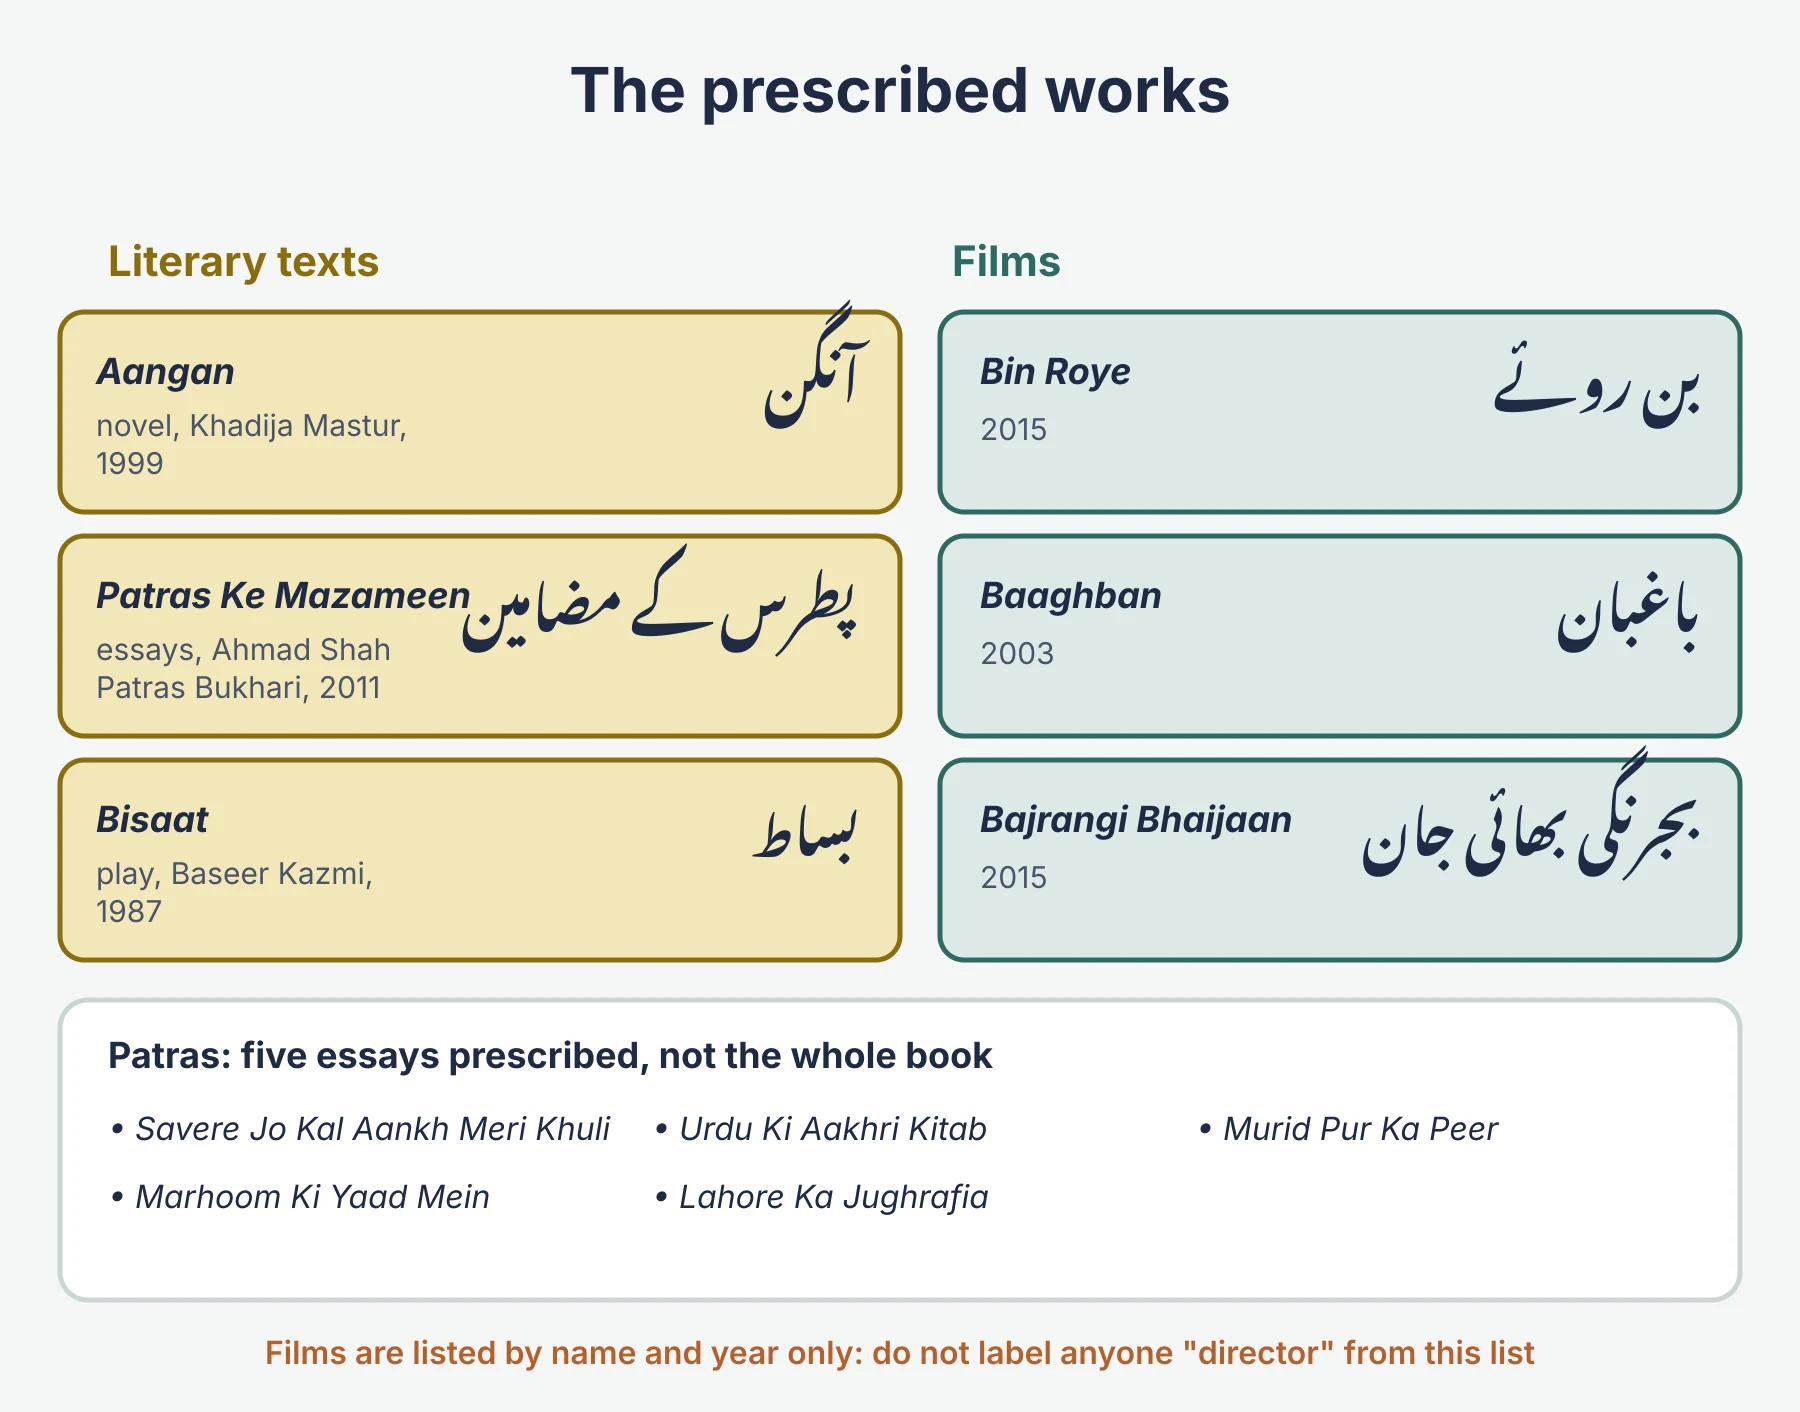 The prescribed works
Literary texts
Aangan
آنگن
novel, Khadija Mastur,
1999
Patras Ke Mazameen
پطرس کے مضامین
essays, Ahmad Shah
Patras Bukhari, 2011
Bisaat
بساط
play, Baseer Kazmi,
1987
Films
Bin Roye
بن روئے
2015
Baaghban
باغبان
2003
Bajrangi Bhaijaan
بجرنگی بھائی جان
2015
Patras: five essays prescribed, not the whole book
• Savere Jo Kal Aankh Meri Khuli
• Urdu Ki Aakhri Kitab
• Murid Pur Ka Peer
• Marhoom Ki Yaad Mein
• Lahore Ka Jughrafia
Films are listed by name and year only: do not label anyone "director" from this list